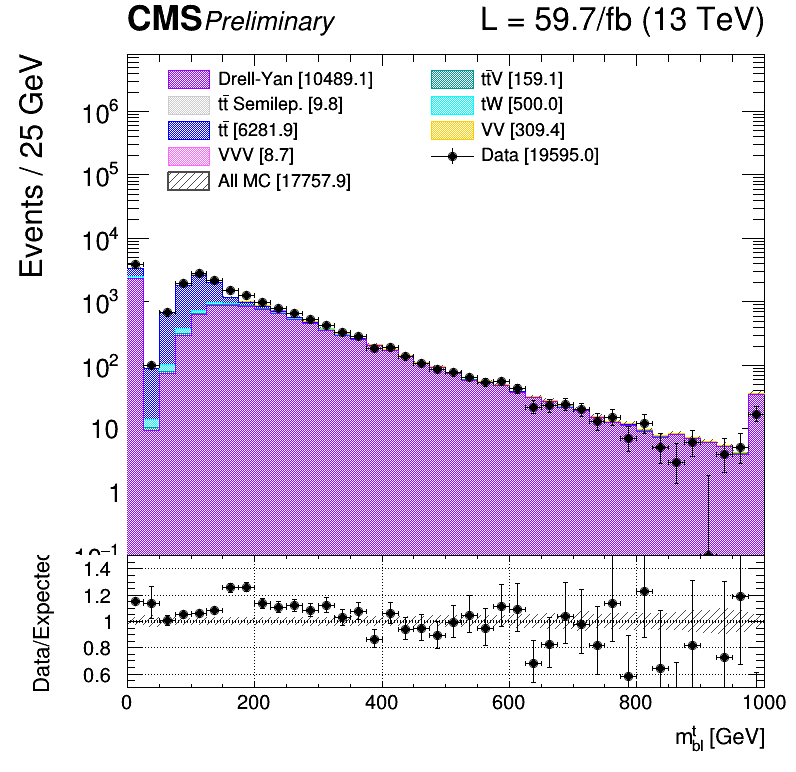 CMS Preliminary L = 59.7/fb (13 TeV)
Events / 25 GeV
Drell-Yan [10489.1]
tt̄ Semilep. [9.8]
tt̄ [6281.9]
VVV [8.7]
All MC [17757.9]
tt̄V [159.1]
tW [500.0]
VV [309.4]
Data [19595.0]
10⁶
10⁵
10⁴
10³
10²
10
1
10⁻¹
Data/Expected
1.4
1.2
1
0.8
0.6
0 200 400 600 800 1000
mᵗbl [GeV]